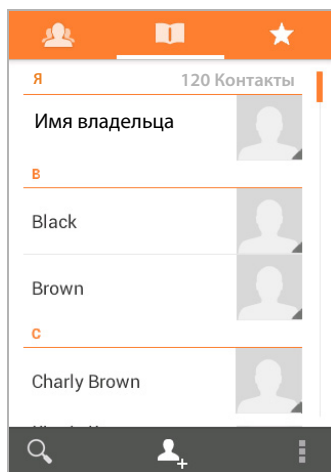 Я 120 Контакты
Имя владельца
B
Black
Brown
C
Charly Brown